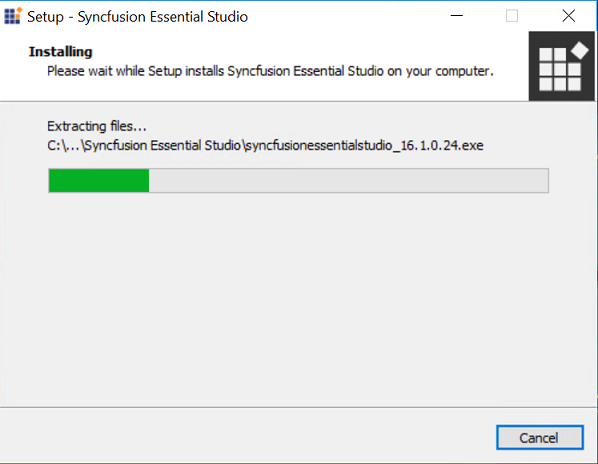 Setup - Syncfusion Essential Studio
Installing
Please wait while Setup installs Syncfusion Essential Studio on your computer.
Extracting files...
C:\...\Syncfusion Essential Studio\syncfusionessentialstudio_16.1.0.24.exe
Cancel